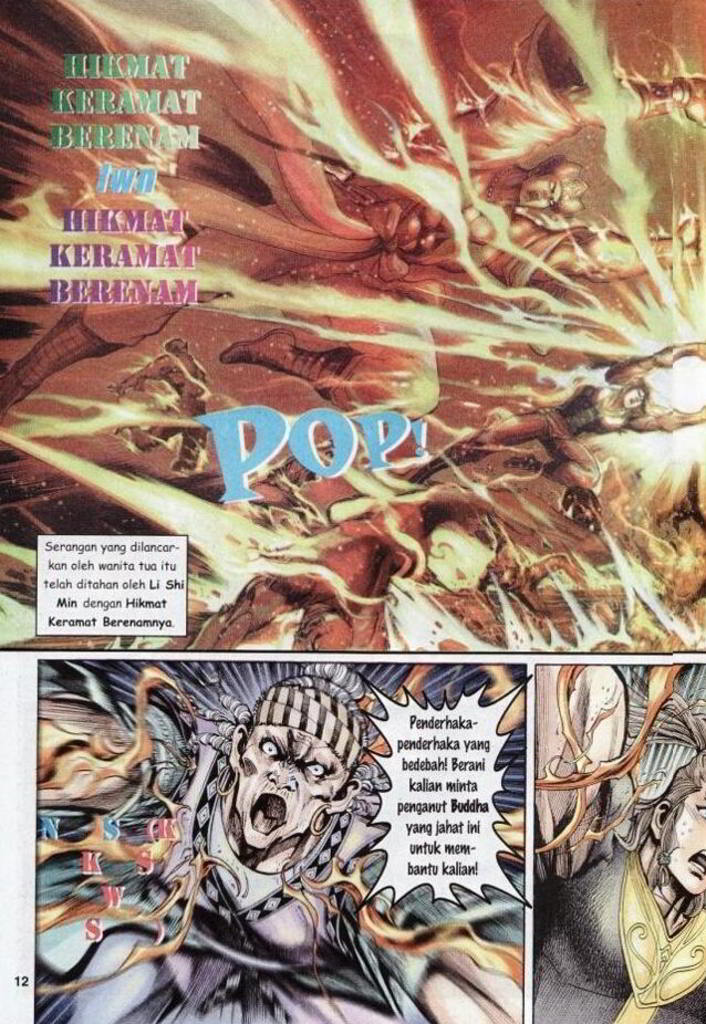 HIKMAT
KERAMAT
BERENAM
lwn
HIKMAT
KERAMAT
BERENAM
POP!
Serangan yang dilancar-
kan oleh wanita tua itu
telah ditahan oleh Li Shi
Min dengan Hikmat
Keramat Berenamnya.
Penderhaka-
penderhaka yang
bedebah! Berani
kalian minta
penganut Buddha
yang jahat ini
untuk mem-
bantu kalian!
N S (K
K S
W
S )
12